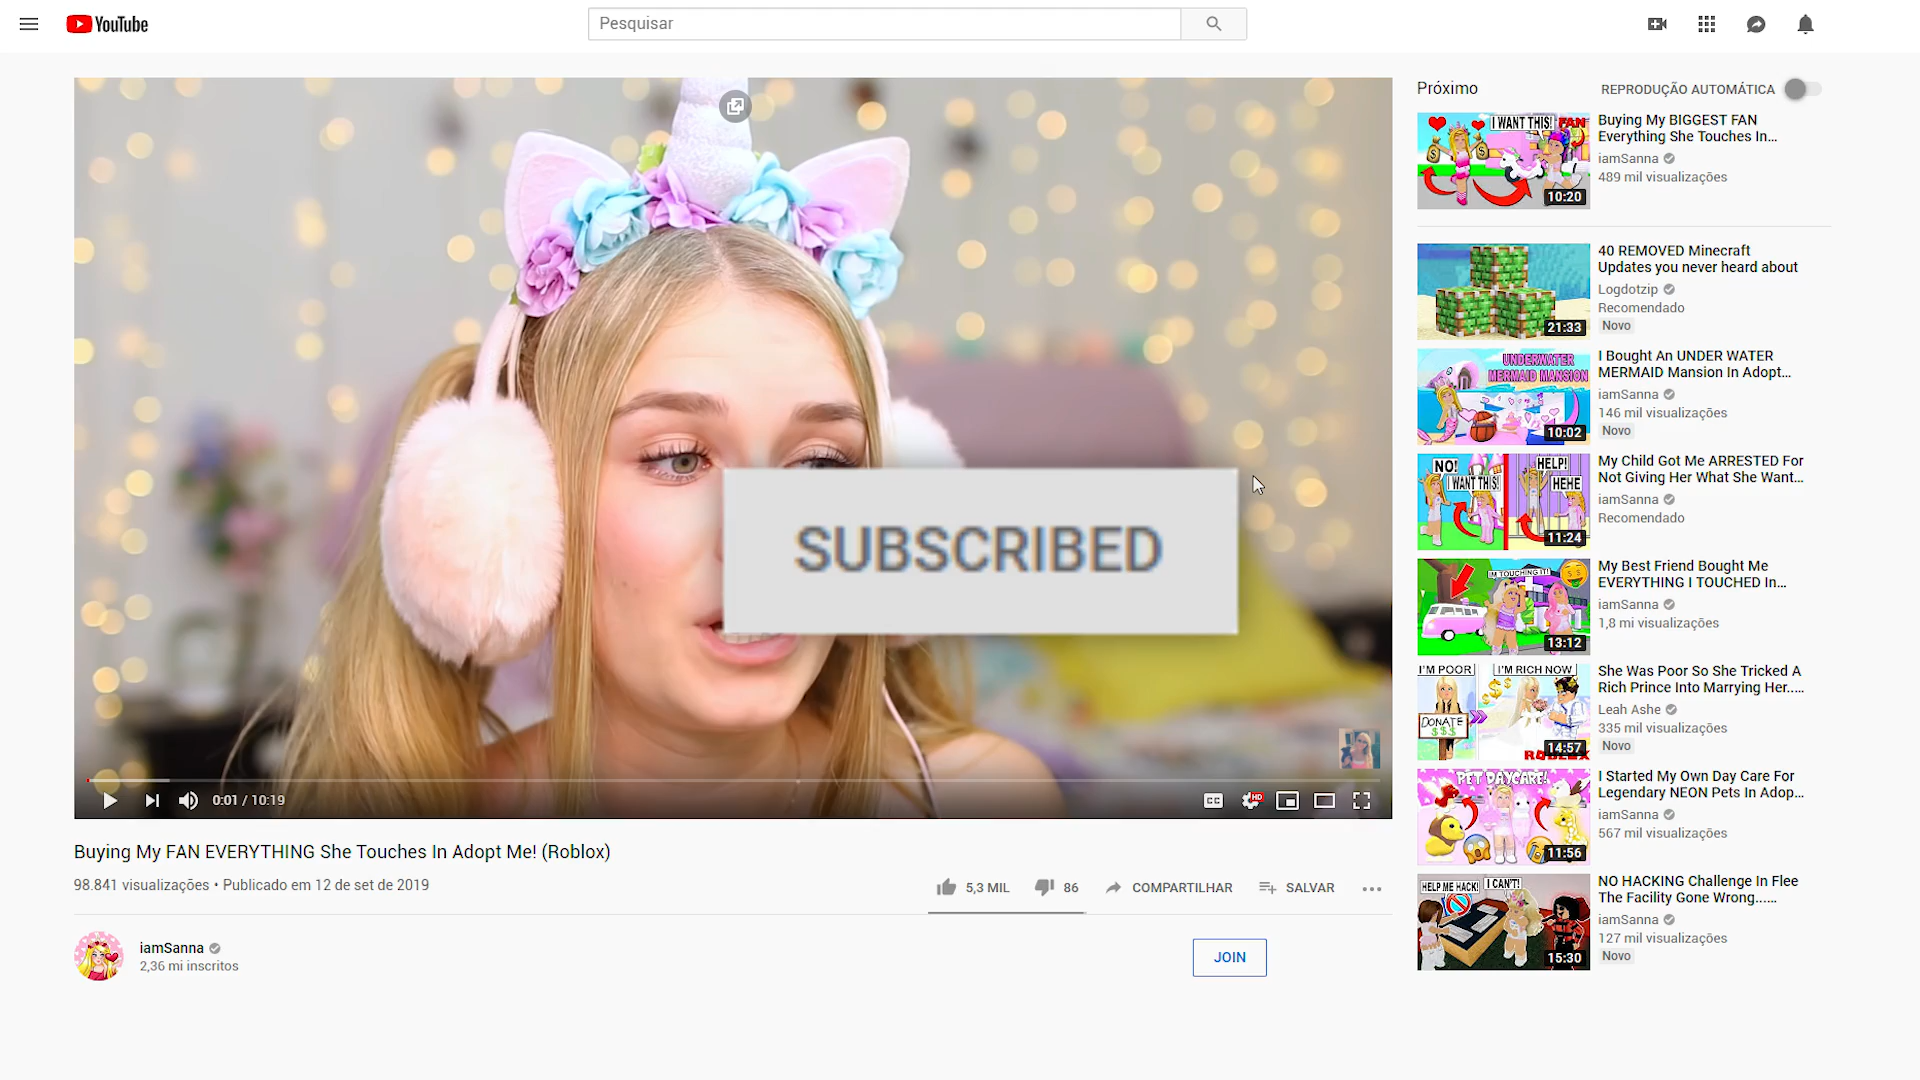 YouTube
Pesquisar
SUBSCRIBED
0:01 / 10:19
CC
HD
Buying My FAN EVERYTHING She Touches In Adopt Me! (Roblox)
98.841 visualizações • Publicado em 12 de set de 2019
5,3 MIL
86
COMPARTILHAR
SALVAR
iamSanna
2,36 mi inscritos
JOIN
Próximo
REPRODUÇÃO AUTOMÁTICA
I WANT THIS!
FAN
10:20
Buying My BIGGEST FAN
Everything She Touches In...
iamSanna
489 mil visualizações
21:33
40 REMOVED Minecraft
Updates you never heard about
Logdotzip
Recomendado
Novo
UNDERWATER
MERMAID MANSION
10:02
I Bought An UNDER WATER
MERMAID Mansion In Adopt...
iamSanna
146 mil visualizações
Novo
NO!
I WANT THIS!
HELP!
HEHE
11:24
My Child Got Me ARRESTED For
Not Giving Her What She Want...
iamSanna
Recomendado
I'M TOUCHING IT!
13:12
My Best Friend Bought Me
EVERYTHING I TOUCHED In...
iamSanna
1,8 mi visualizações
I'M POOR
I'M RICH NOW
DONATE
$$$
ROBLOX
14:57
She Was Poor So She Tricked A
Rich Prince Into Marrying Her.....
Leah Ashe
335 mil visualizações
Novo
PET DAYCARE!
11:56
I Started My Own Day Care For
Legendary NEON Pets In Adop...
iamSanna
567 mil visualizações
HELP ME HACK!
I CAN'T!
15:30
NO HACKING Challenge In Flee
The Facility Gone Wrong......
iamSanna
127 mil visualizações
Novo